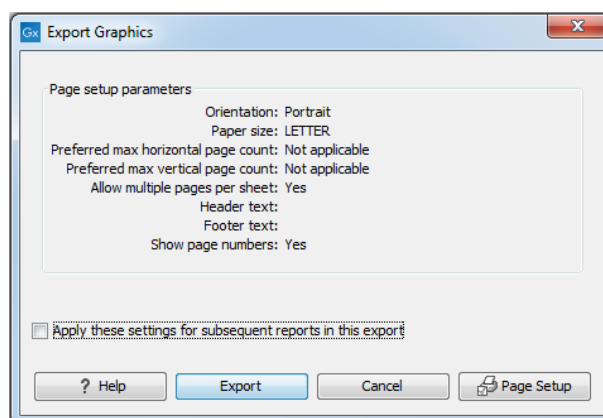 Gx Export Graphics
X
Page setup parameters
Orientation: Portrait
Paper size: LETTER
Preferred max horizontal page count: Not applicable
Preferred max vertical page count: Not applicable
Allow multiple pages per sheet: Yes
Header text:
Footer text:
Show page numbers: Yes
Apply these settings for subsequent reports in this export
? Help Export Cancel Page Setup